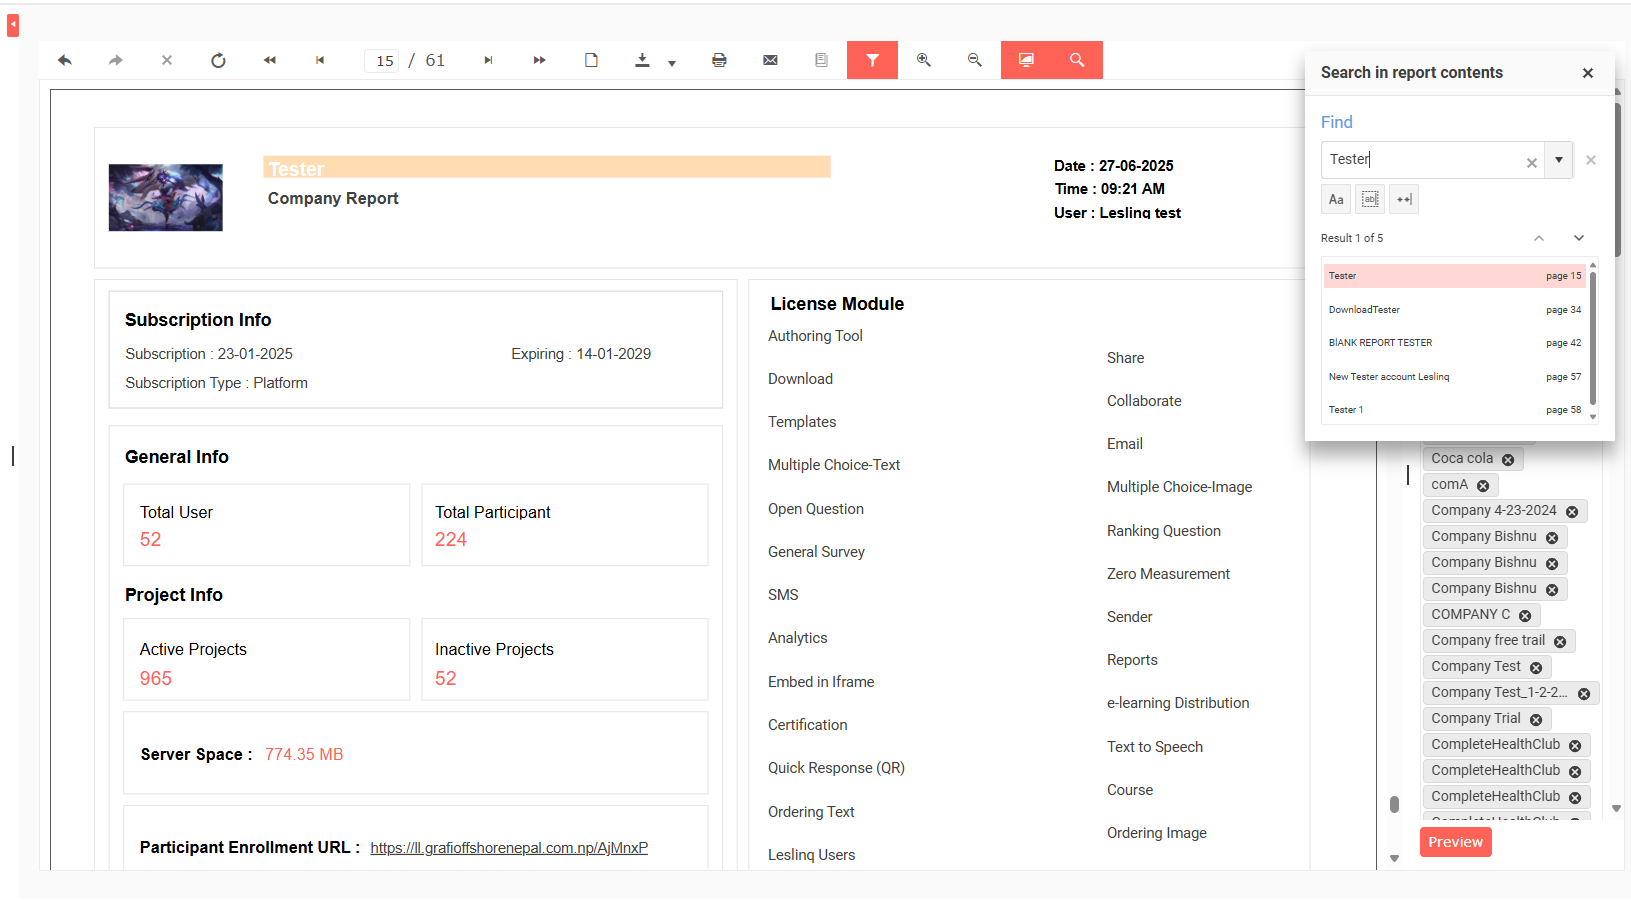 15 / 61
Tester
Company Report
Date : 27-06-2025
Time : 09:21 AM
User : Leslinq test
Subscription Info
Subscription : 23-01-2025
Expiring : 14-01-2029
Subscription Type : Platform
General Info
Total User
52
Total Participant
224
Project Info
Active Projects
965
Inactive Projects
52
Server Space : 774.35 MB
Participant Enrollment URL : https://ll.grafioffshorenepal.com.np/AjMnxP
License Module
Authoring Tool
Download
Templates
Multiple Choice-Text
Open Question
General Survey
SMS
Analytics
Embed in Iframe
Certification
Quick Response (QR)
Ordering Text
Leslinq Users
Share
Collaborate
Email
Multiple Choice-Image
Ranking Question
Zero Measurement
Sender
Reports
e-learning Distribution
Text to Speech
Course
Ordering Image
Search in report contents
Find
Tester
Aa
ab
Result 1 of 5
Tester page 15
DownloadTester page 34
BlANK REPORT TESTER page 42
New Tester account Leslinq page 57
Tester 1 page 58
Coca cola
comA
Company 4-23-2024
Company Bishnu
Company Bishnu
Company Bishnu
COMPANY C
Company free trail
Company Test
Company Test_1-2-2...
Company Trial
CompleteHealthClub
CompleteHealthClub
CompleteHealthClub
CompleteHealthClub
Preview